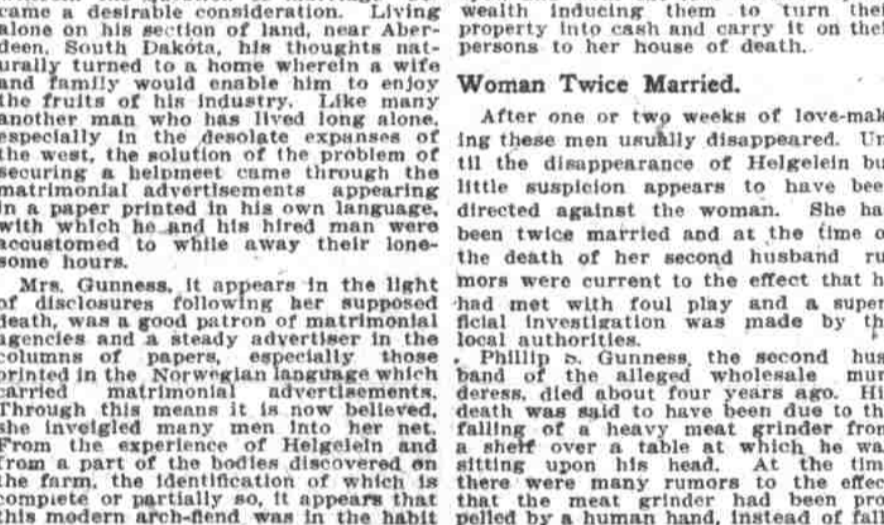 came a desirable consideration. Living
alone on his section of land, near Aber-
deen, South Dakota, his thoughts nat-
urally turned to a home wherein a wife
and family would enable him to enjoy
the fruits of his industry. Like many
another man who has lived long alone,
especially in the desolate expanses of
the west, the solution of the problem of
securing a helpmeet came through the
matrimonial advertisements appearing
in a paper printed in his own language,
with which he and his hired man were
accustomed to while away their lone-
some hours.
Mrs. Gunness, it appears in the light
of disclosures following her supposed
death, was a good patron of matrimonial
agencies and a steady advertiser in the
columns of papers, especially those
printed in the Norwegian language which
carried matrimonial advertisements.
Through this means it is now believed,
she inveigled many men into her net.
From the experience of Helgelein and
from a part of the bodies discovered on
the farm, the identification of which is
complete or partially so, it appears that
this modern arch-fiend was in the habit
wealth inducing them to turn thei
property into cash and carry it on thei
persons to her house of death.
Woman Twice Married.
After one or two weeks of love-mak
ing these men usually disappeared. Un
til the disappearance of Helgelein bu
little suspicion appears to have bee
directed against the woman. She ha
been twice married and at the time o
the death of her second husband ru
mors were current to the effect that h
had met with foul play and a super
ficial investigation was made by th
local authorities.
Phillip S. Gunness, the second hus
band of the alleged wholesale mur
deress, died about four years ago. Hi
death was said to have been due to th
falling of a heavy meat grinder from
a shelf over a table at which he wa
sitting upon his head. At the tim
there were many rumors to the effec
that the meat grinder had been pro
pelled by a human hand, instead of fall